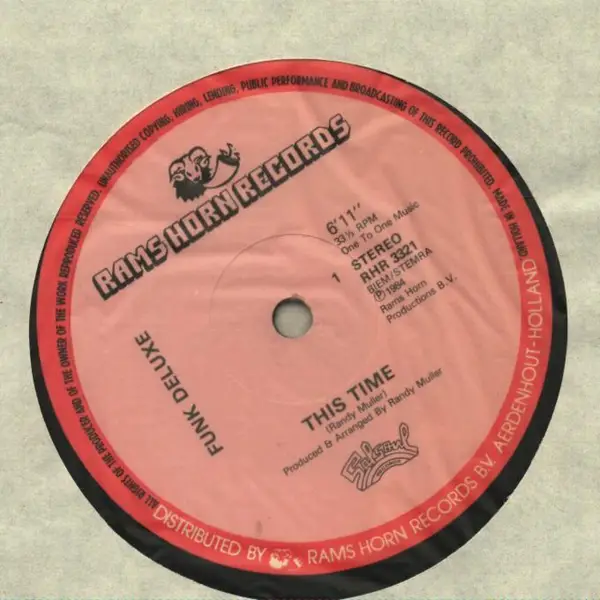 ALL RIGHTS OF THE PRODUCER AND OF THE OWNER OF THE WORK REPRODUCED RESERVED. UNAUTHORISED COPYING, HIRING, LENDING, PUBLIC PERFORMANCE AND BROADCASTING OF THIS RECORD PROHIBITED. MADE IN HOLLAND
RAMS HORN RECORDS
6'11"
33⅓ RPM
One To One Music
1
STEREO
RHR 3321
BIEM/STEMRA
Ⓟ1984
Rams Horn
Productions B.V.
FUNK DELUXE
THIS TIME
(Randy Muller)
Produced & Arranged By Randy Muller
Salsoul
DISTRIBUTED BY RAMS HORN RECORDS B.V. AERDENHOUT-HOLLAND